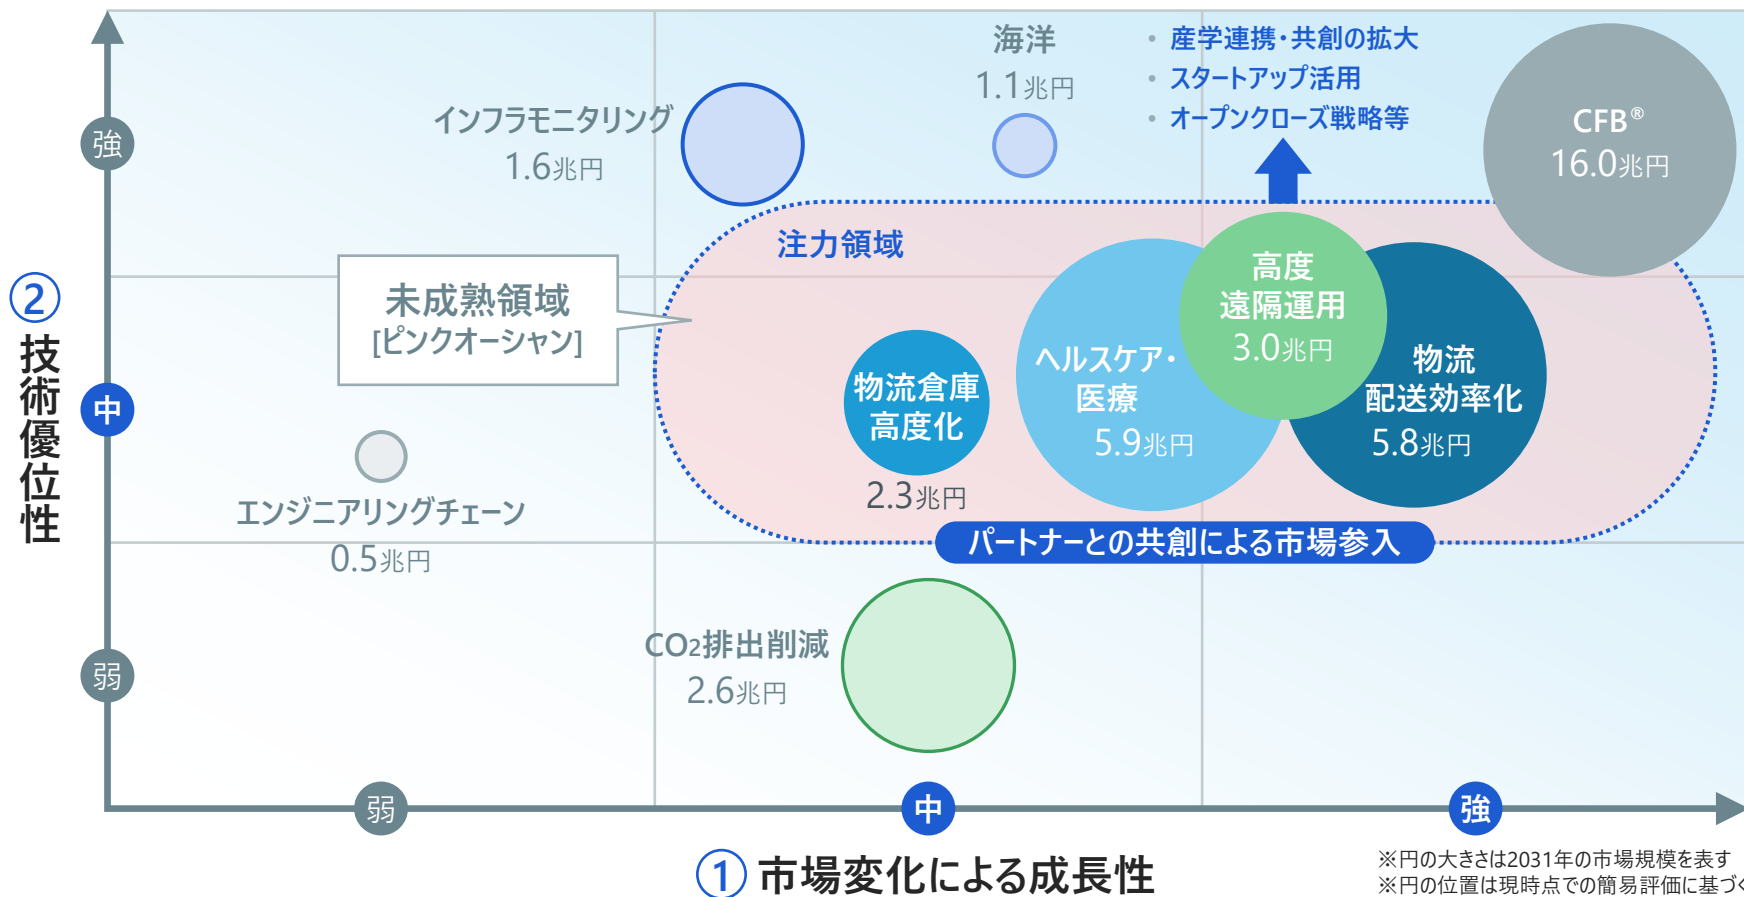 海洋
1.1兆円
・産学連携・共創の拡大
・スタートアップ活用
・オープンクローズ戦略等
CFB®
16.0兆円
インフラモニタリング
1.6兆円
強
注力領域
未成熟領域
[ピンクオーシャン]
高度
遠隔運用
3.0兆円
②
技術優位性
中
物流倉庫
高度化
2.3兆円
ヘルスケア・
医療
5.9兆円
物流
配送効率化
5.8兆円
エンジニアリングチェーン
0.5兆円
パートナーとの共創による市場参入
CO2排出削減
2.6兆円
弱
弱
中
強
① 市場変化による成長性
※円の大きさは2031年の市場規模を表す
※円の位置は現時点での簡易評価に基づく